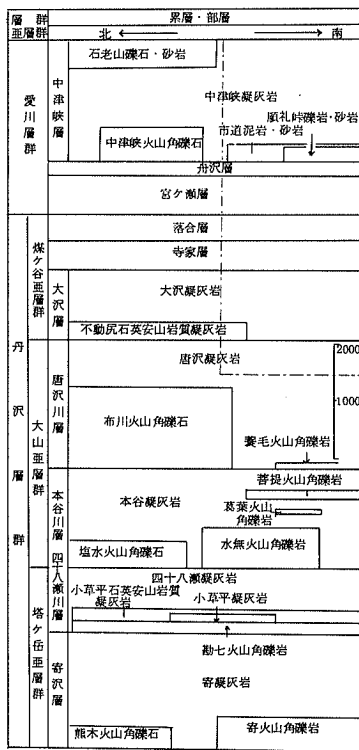 層群
亜層群
累層・部層
北 ← → 南
愛川層群
中津峡層
石老山礫石・砂岩
中津峡凝灰岩
順礼峠礫岩・砂岩
市道泥岩・砂岩
中津峡火山角礫石
舟沢層
宮ケ瀬層
丹沢層群
煤ケ谷亜層群
落合層
寺家層
大沢層
大沢凝灰岩
不動尻石英安山岩質凝灰岩
大山亜層群
唐沢川層
唐沢凝灰岩
2000
1000
布川火山角礫石
養毛火山角礫岩
本谷川層
菩提火山角礫岩
本谷凝灰岩
葛葉火山
角礫岩
塩水火山角礫石
水無火山角礫岩
塔ケ岳亜層群
四十八瀬川層
四十八瀬凝灰岩
小草平石英安山岩質
凝灰岩
小草平凝灰岩
勘七火山角礫岩
寄沢層
寄凝灰岩
熊木火山角礫石
寄火山角礫岩